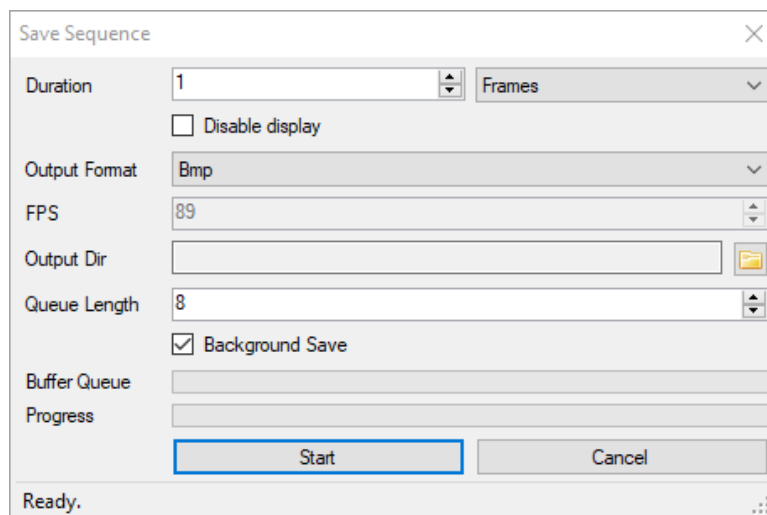 Save Sequence
Duration 1 Frames
Disable display
Output Format Bmp
FPS 89
Output Dir
Queue Length 8
Background Save
Buffer Queue
Progress
Start Cancel
Ready.